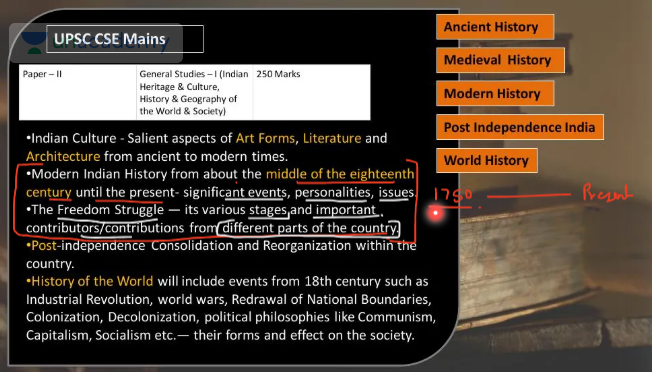 UPSC CSE Mains
Paper – II
General Studies – I (Indian
Heritage & Culture,
History & Geography of
the World & Society)
250 Marks
•Indian Culture - Salient aspects of Art Forms, Literature and
Architecture from ancient to modern times.
•Modern Indian History from about the middle of the eighteenth
century until the present- significant events, personalities, issues.
•The Freedom Struggle — its various stages and important
contributors/contributions from different parts of the country.
•Post-independence Consolidation and Reorganization within the
country.
•History of the World will include events from 18th century such as
Industrial Revolution, world wars, Redrawal of National Boundaries,
Colonization, Decolonization, political philosophies like Communism,
Capitalism, Socialism etc.— their forms and effect on the society.
Ancient History
Medieval History
Modern History
Post Independence India
World History
1750 Present